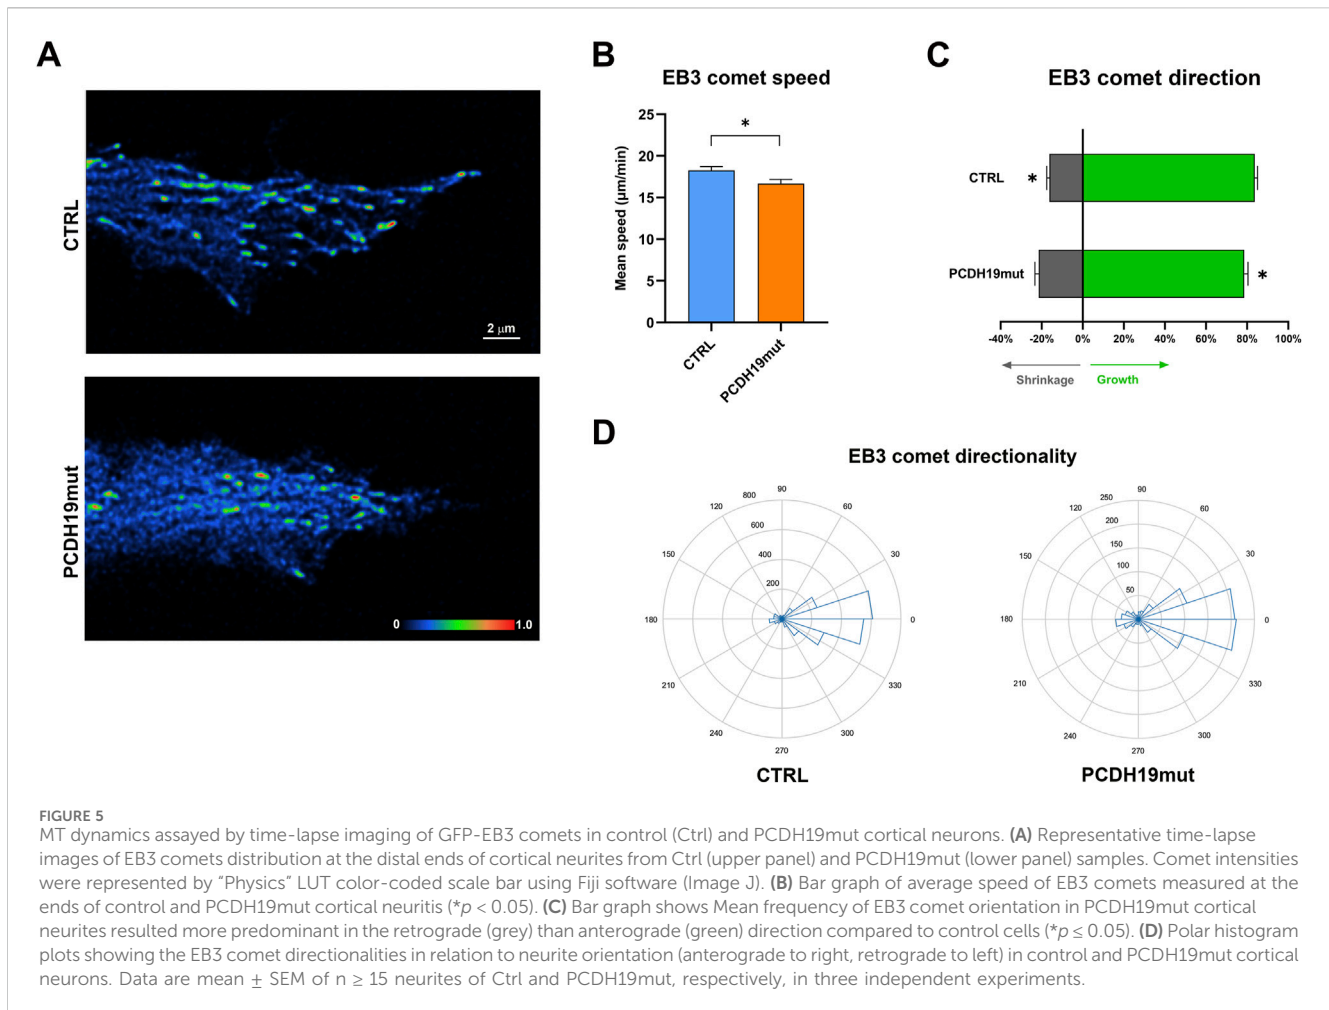 A
CTRL
2 μm
PCDH19mut
0 1.0
B
EB3 comet speed
25
20
15
10
5
0
Mean speed (μm/min)
*
CTRL
PCDH19mut
C
EB3 comet direction
CTRL
*
PCDH19mut
*
-40% -20% 0% 20% 40% 60% 80% 100%
Shrinkage Growth
D
EB3 comet directionality
90
120 800 60
600
150 400 30
200
180 0
210 330
240 300
270
CTRL
90
120 250 60
200
150 150 30
100
50
180 0
210 330
240 300
270
PCDH19mut
FIGURE 5
MT dynamics assayed by time-lapse imaging of GFP-EB3 comets in control (Ctrl) and PCDH19mut cortical neurons. (A) Representative time-lapse
images of EB3 comets distribution at the distal ends of cortical neurites from Ctrl (upper panel) and PCDH19mut (lower panel) samples. Comet intensities
were represented by "Physics" LUT color-coded scale bar using Fiji software (Image J). (B) Bar graph of average speed of EB3 comets measured at the
ends of control and PCDH19mut cortical neuritis (*p < 0.05). (C) Bar graph shows Mean frequency of EB3 comet orientation in PCDH19mut cortical
neurites resulted more predominant in the retrograde (grey) than anterograde (green) direction compared to control cells (*p ≤ 0.05). (D) Polar histogram
plots showing the EB3 comet directionalities in relation to neurite orientation (anterograde to right, retrograde to left) in control and PCDH19mut cortical
neurons. Data are mean ± SEM of n ≥ 15 neurites of Ctrl and PCDH19mut, respectively, in three independent experiments.